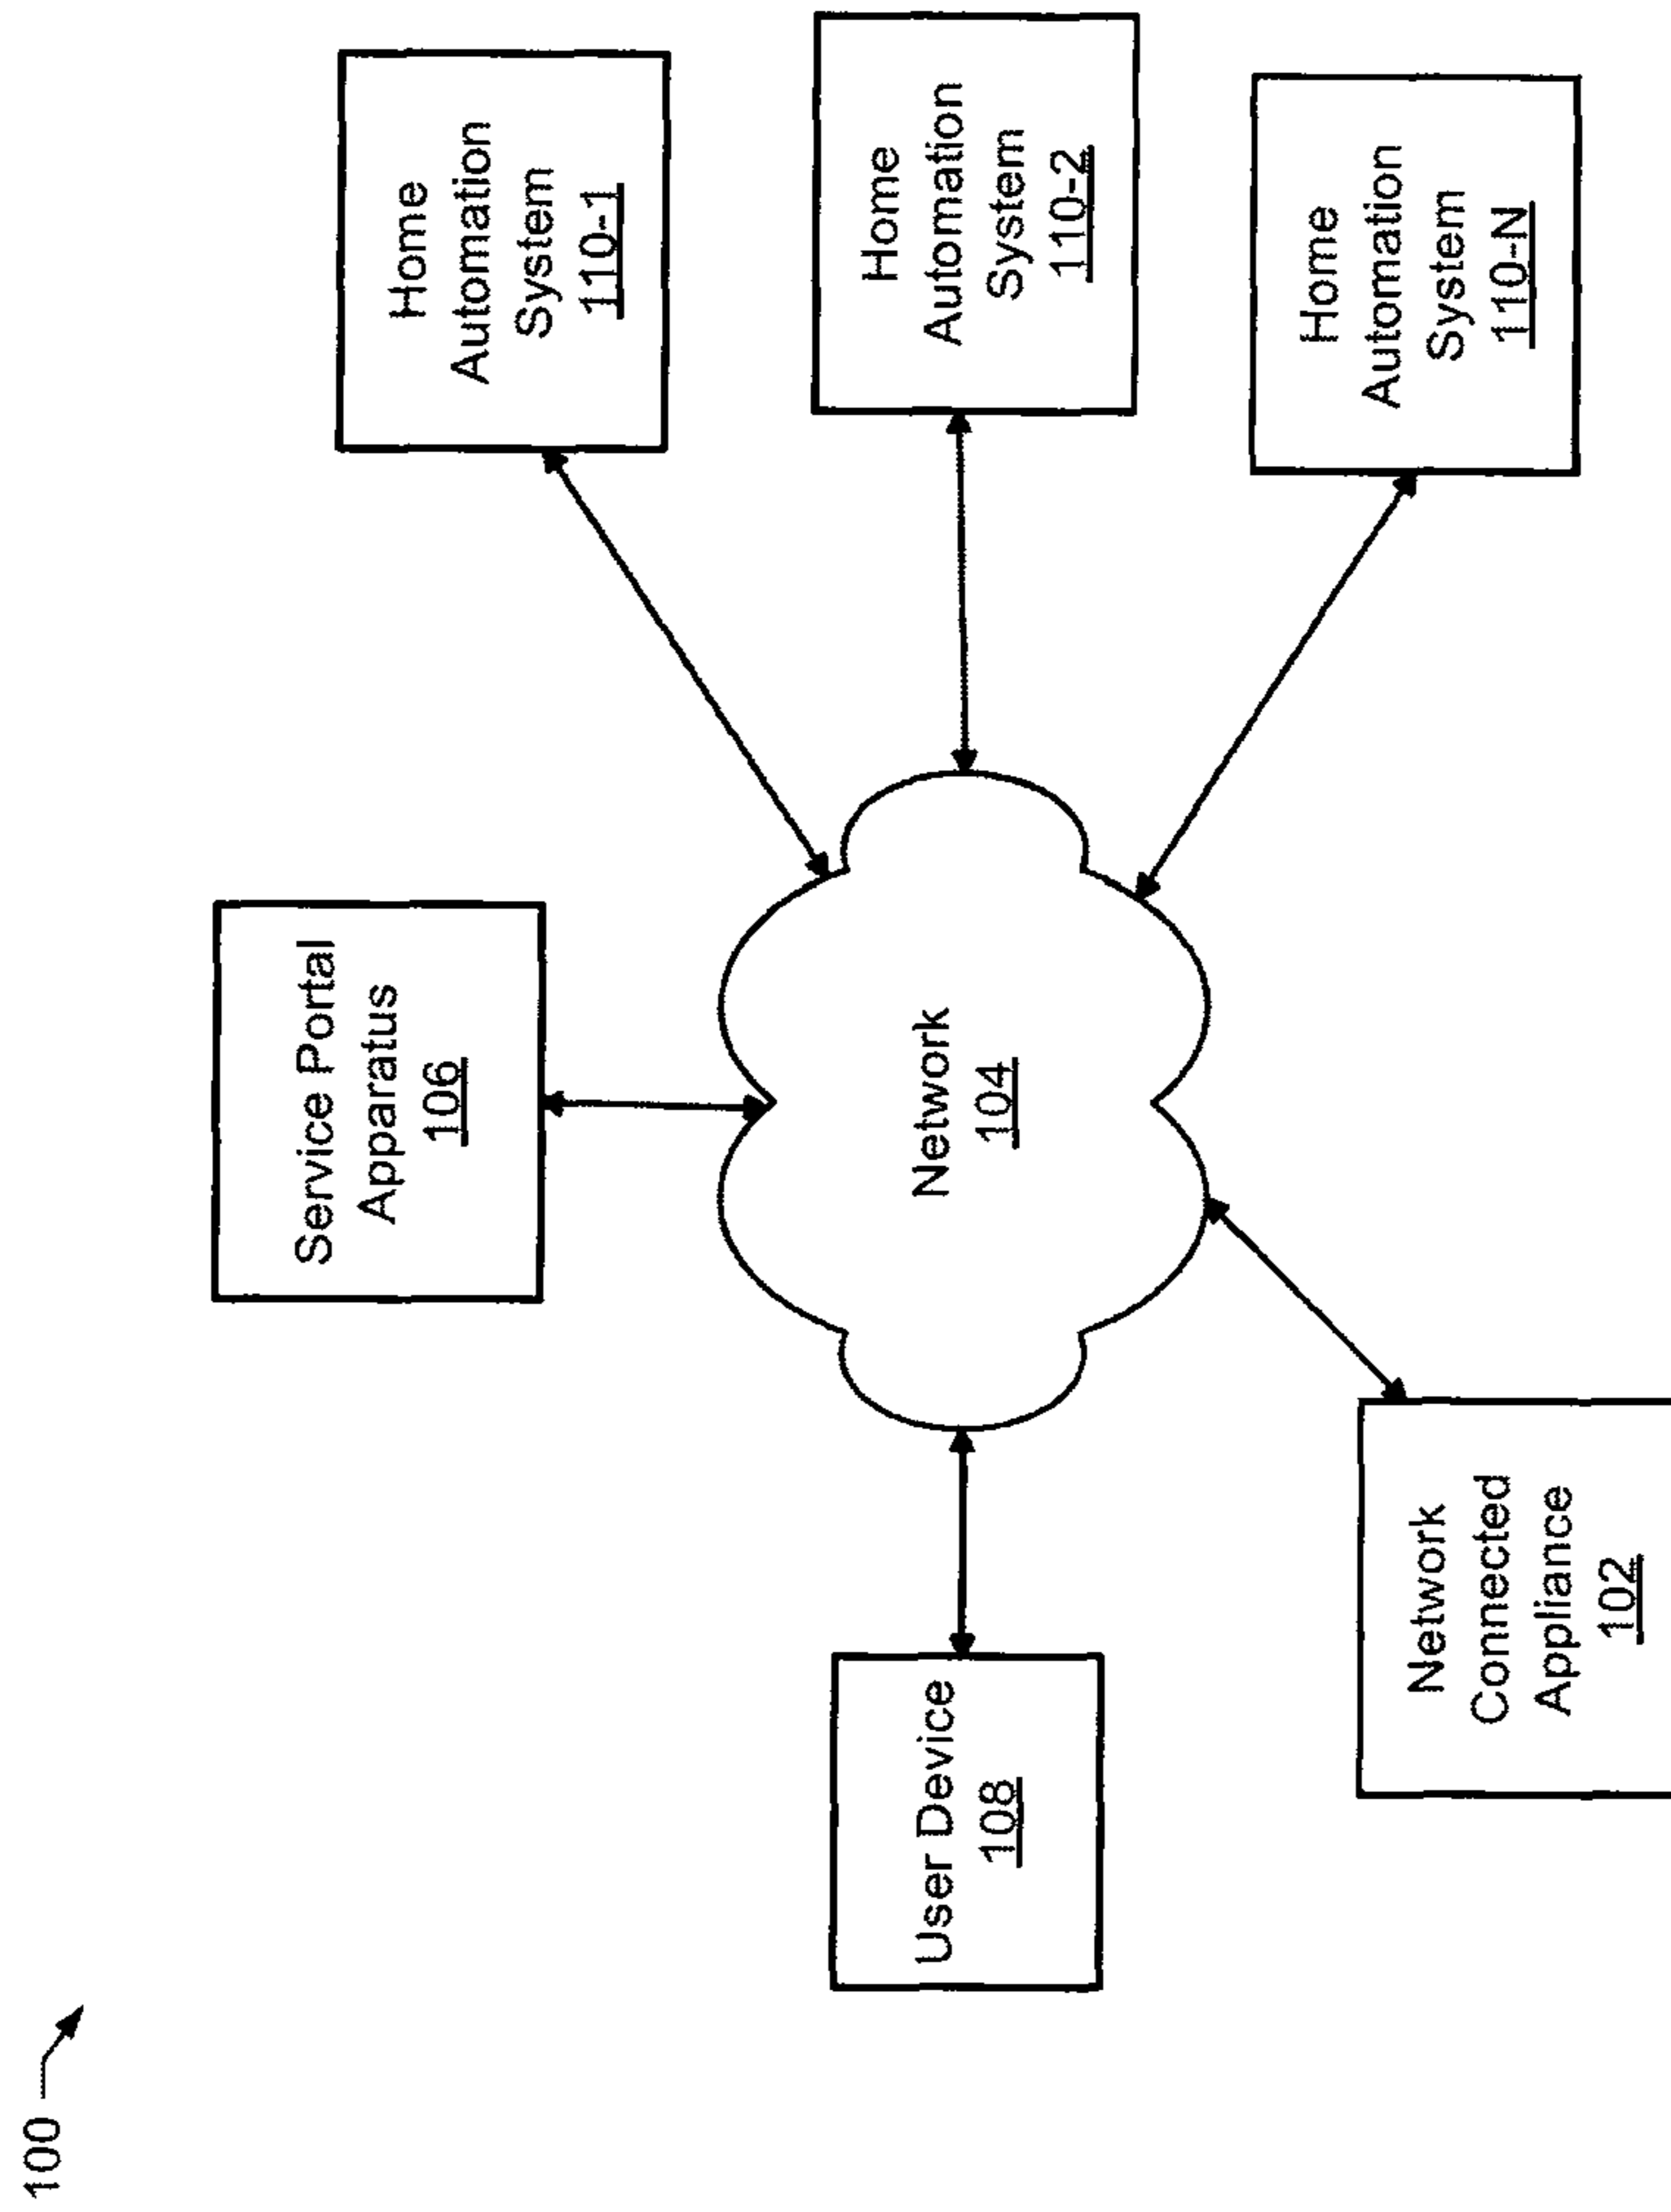 100
Service Portal
Apparatus
106
Home
Automation
System
110-1
User Device
108
Network
104
Home
Automation
System
110-2
Network
Connected
Appliance
102
Home
Automation
System
110-N